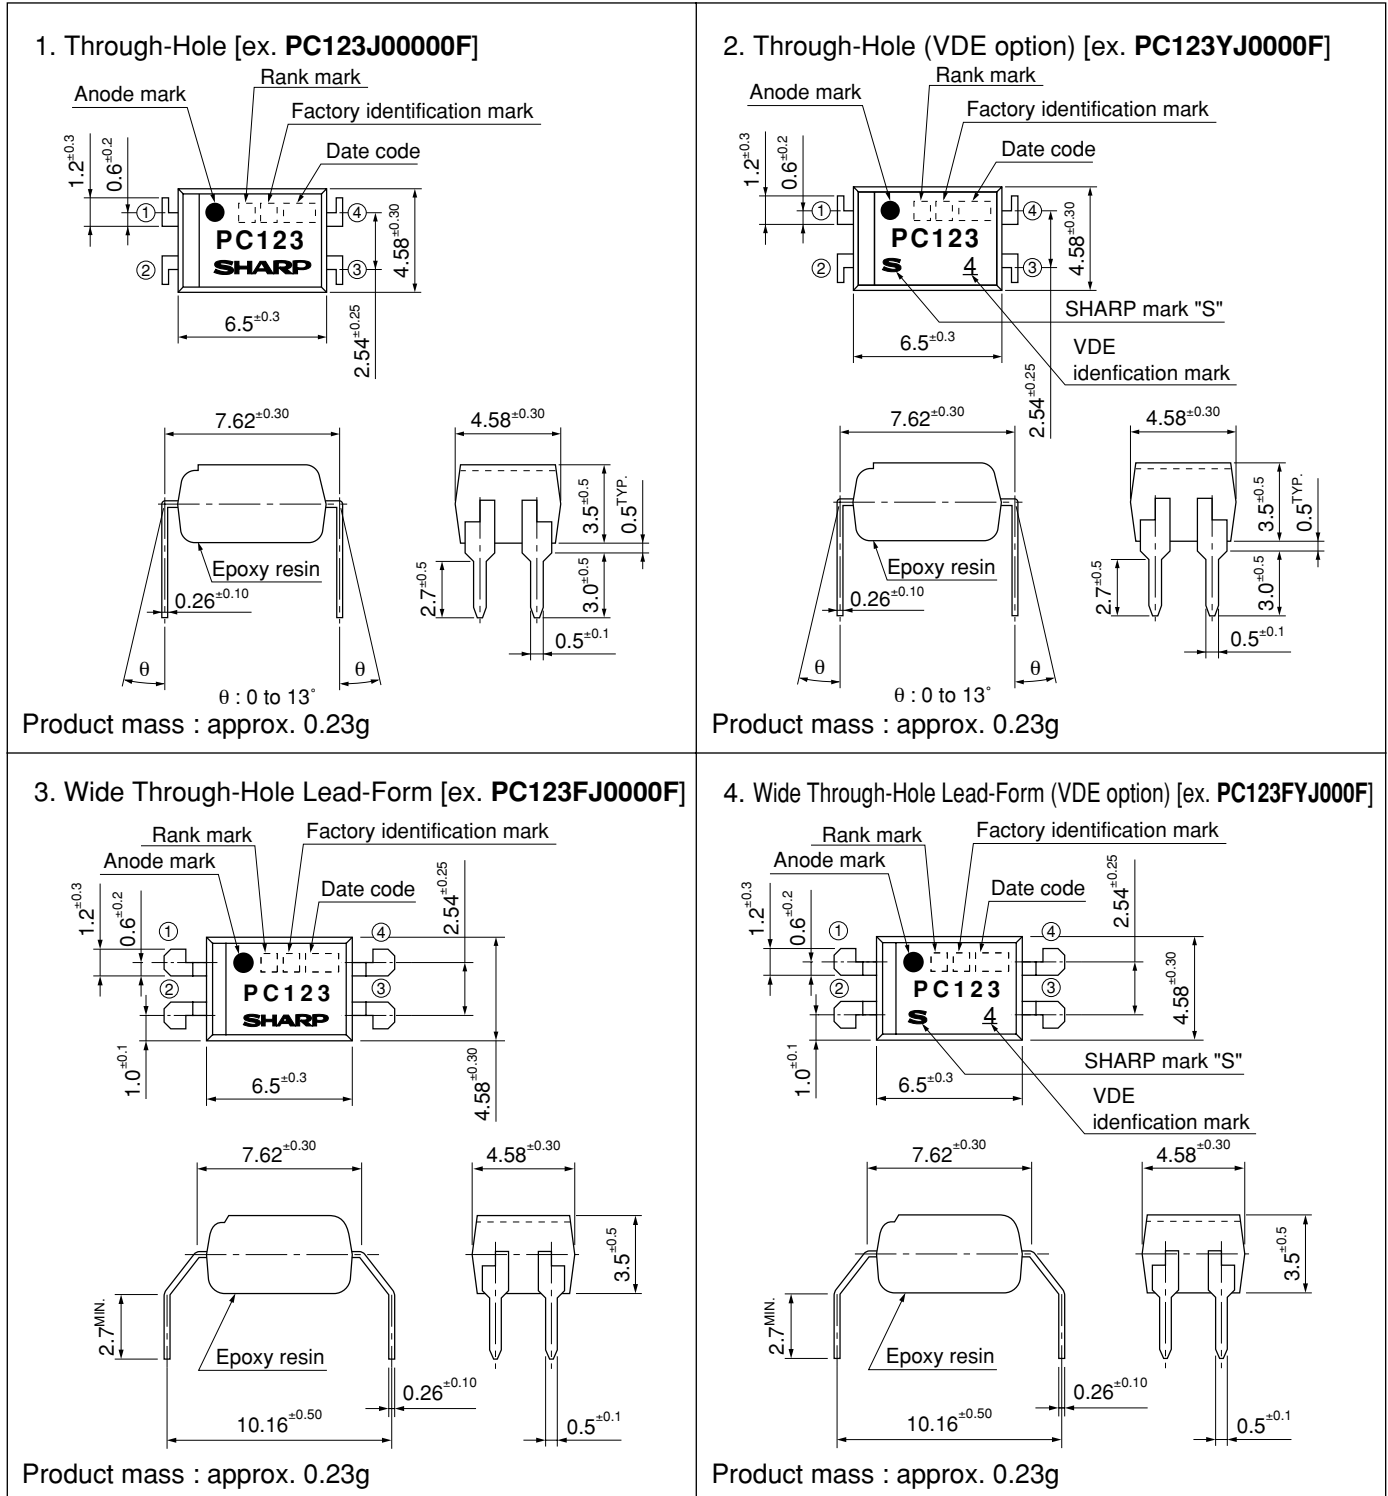 1. Through-Hole [ex. PC123J00000F]
Rank mark
Anode mark
Factory identification mark
Date code
1.2±0.3
0.6±0.2
①
④
PC123
②
SHARP
③
4.58±0.30
6.5±0.3
2.54±0.25
7.62±0.30
4.58±0.30
3.5±0.5
0.5TYP.
Epoxy resin
0.26±0.10
2.7±0.5
3.0±0.5
0.5±0.1
θ
θ
θ : 0 to 13˚
Product mass : approx. 0.23g
2. Through-Hole (VDE option) [ex. PC123YJ0000F]
Rank mark
Anode mark
Factory identification mark
Date code
1.2±0.3
0.6±0.2
①
④
PC123
②
S
4
③
4.58±0.30
SHARP mark "S"
6.5±0.3
VDE
idenfication mark
2.54±0.25
7.62±0.30
4.58±0.30
3.5±0.5
0.5TYP.
Epoxy resin
0.26±0.10
2.7±0.5
3.0±0.5
0.5±0.1
θ
θ
θ : 0 to 13˚
Product mass : approx. 0.23g
3. Wide Through-Hole Lead-Form [ex. PC123FJ0000F]
Rank mark
Factory identification mark
Anode mark
Date code
1.2±0.3
0.6±0.2
2.54±0.25
①
④
②
③
PC123
SHARP
1.0±0.1
6.5±0.3
4.58±0.30
7.62±0.30
4.58±0.30
3.5±0.5
2.7MIN.
Epoxy resin
0.26±0.10
10.16±0.50
0.5±0.1
Product mass : approx. 0.23g
4. Wide Through-Hole Lead-Form (VDE option) [ex. PC123FYJ000F]
Rank mark
Factory identification mark
Anode mark
Date code
1.2±0.3
0.6±0.2
2.54±0.25
①
④
②
③
PC123
S
4
4.58±0.30
1.0±0.1
6.5±0.3
SHARP mark "S"
VDE
idenfication mark
7.62±0.30
4.58±0.30
3.5±0.5
2.7MIN.
Epoxy resin
0.26±0.10
10.16±0.50
0.5±0.1
Product mass : approx. 0.23g